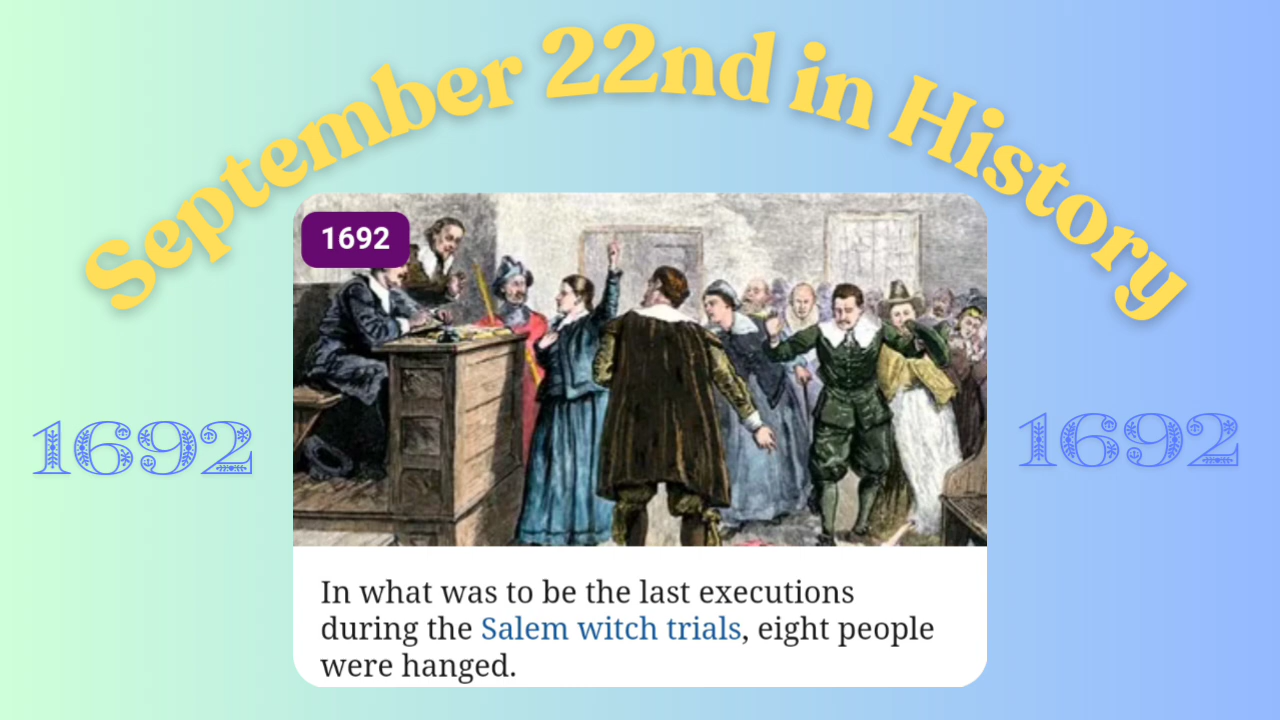 September 22nd in History
1692
1692
1692
In what was to be the last executions
during the Salem witch trials, eight people
were hanged.